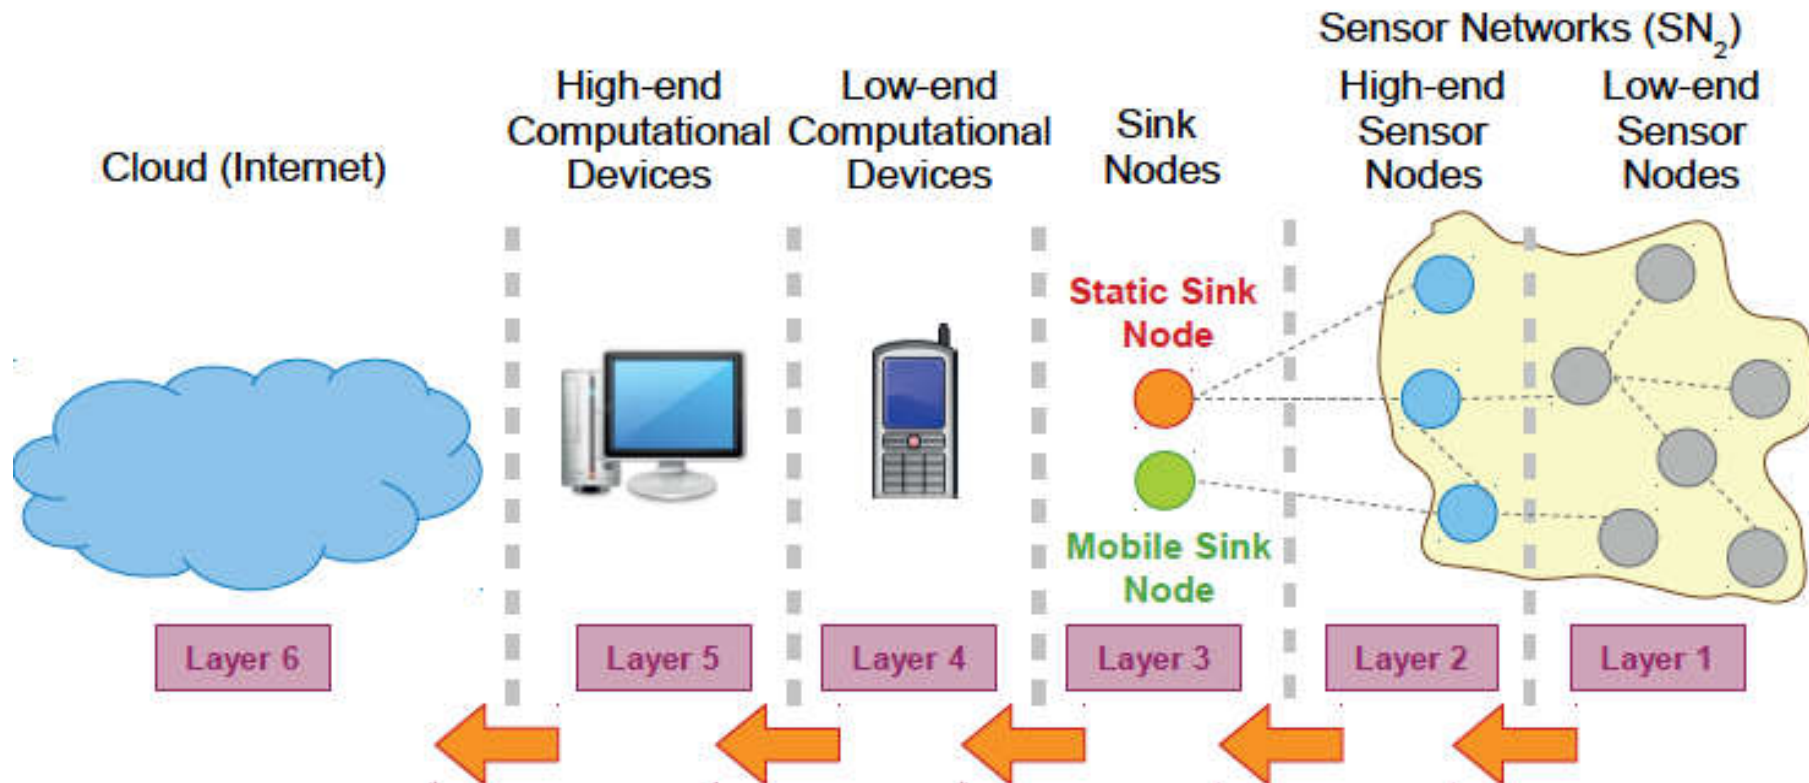 Sensor Networks (SN₂)
Cloud (Internet)
High-end
Computational
Devices
Low-end
Computational
Devices
Sink
Nodes
High-end
Sensor
Nodes
Low-end
Sensor
Nodes
Static Sink
Node
Mobile Sink
Node
Layer 6
Layer 5
Layer 4
Layer 3
Layer 2
Layer 1